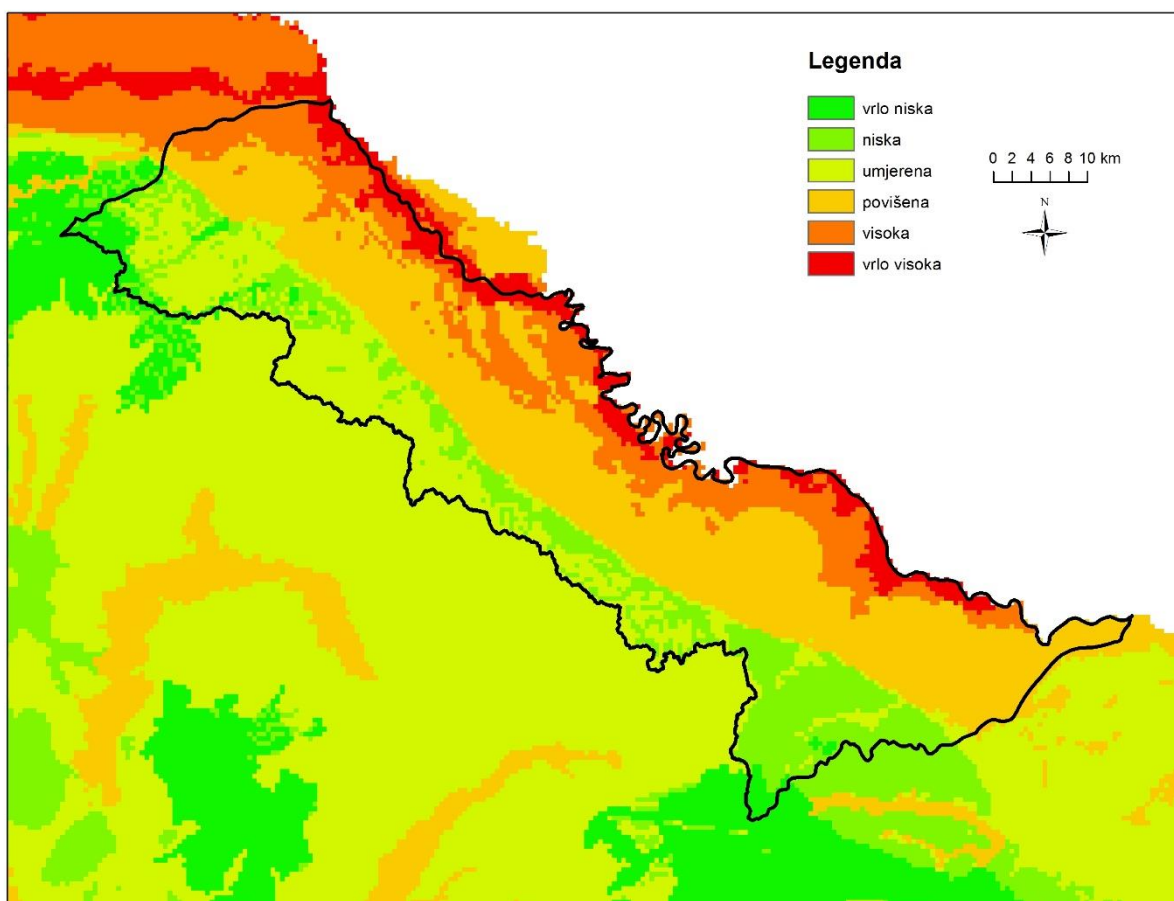 Legenda
vrlo niska
niska
umjerena
povišena
visoka
vrlo visoka
0 2 4 6 8 10 km
N